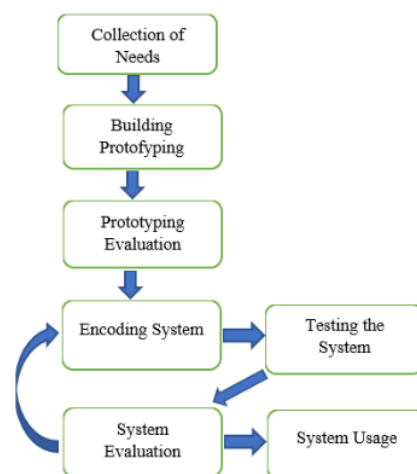 Collection of
Needs
Building
Protofyping
Prototyping
Evaluation
Encoding System
Testing the
System
System
Evaluation
System Usage